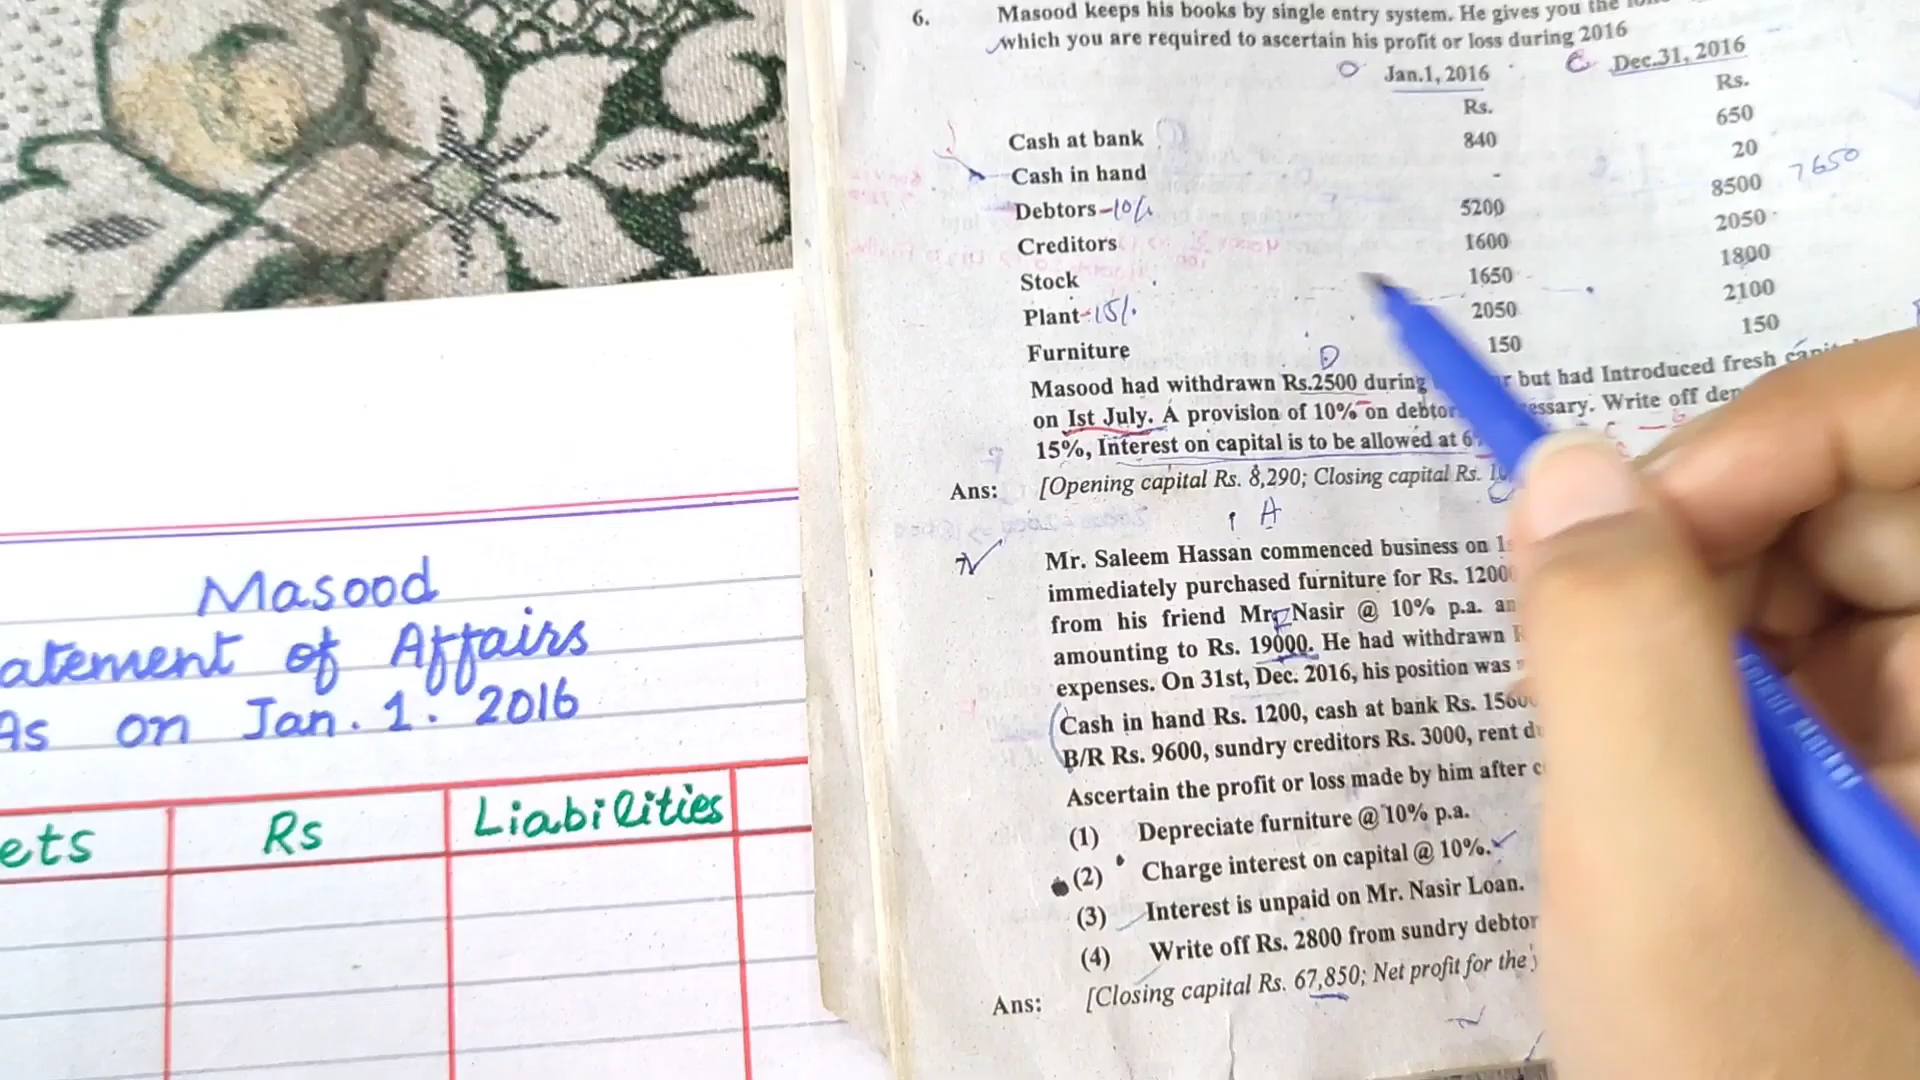 Masood
atement of Affairs
As on Jan. 1. 2016
ets Rs Liabilities
6. Masood keeps his books by single entry system. He gives you the
which you are required to ascertain his profit or loss during 2016
Jan.1, 2016 Dec.31, 2016
Rs. Rs.
Cash at bank 840 650
Cash in hand - 20
Debtors -10% 5200 8500 7650
Creditors 1600 2050
Stock 1650 1800
Plant -15% 2050 2100
Furniture 150 150
D
Masood had withdrawn Rs.2500 during but had Introduced fresh
on Ist July. A provision of 10% on Write off
15%, Interest on capital is to be allowed at
Ans: [Opening capital Rs. 8,290; Closing capital Rs.
A
Mr. Saleem Hassan commenced business on
immediately purchased furniture for Rs. 1200
from his friend Mr. Nasir @ 10% p.a.
amounting to Rs. 19000. He had withdrawn
expenses. On 31st, Dec. 2016, his position was
Cash in hand Rs. 1200, cash at bank Rs.
B/R Rs. 9600, sundry creditors Rs. 3000, rent
Ascertain the profit or loss made by him after
(1) Depreciate furniture @ 10% p.a.
(2) Charge interest on capital @ 10%.
(3) Interest is unpaid on Mr. Nasir Loan.
(4) Write off Rs. 2800 from sundry
Ans: [Closing capital Rs. 67,850; Net profit for the